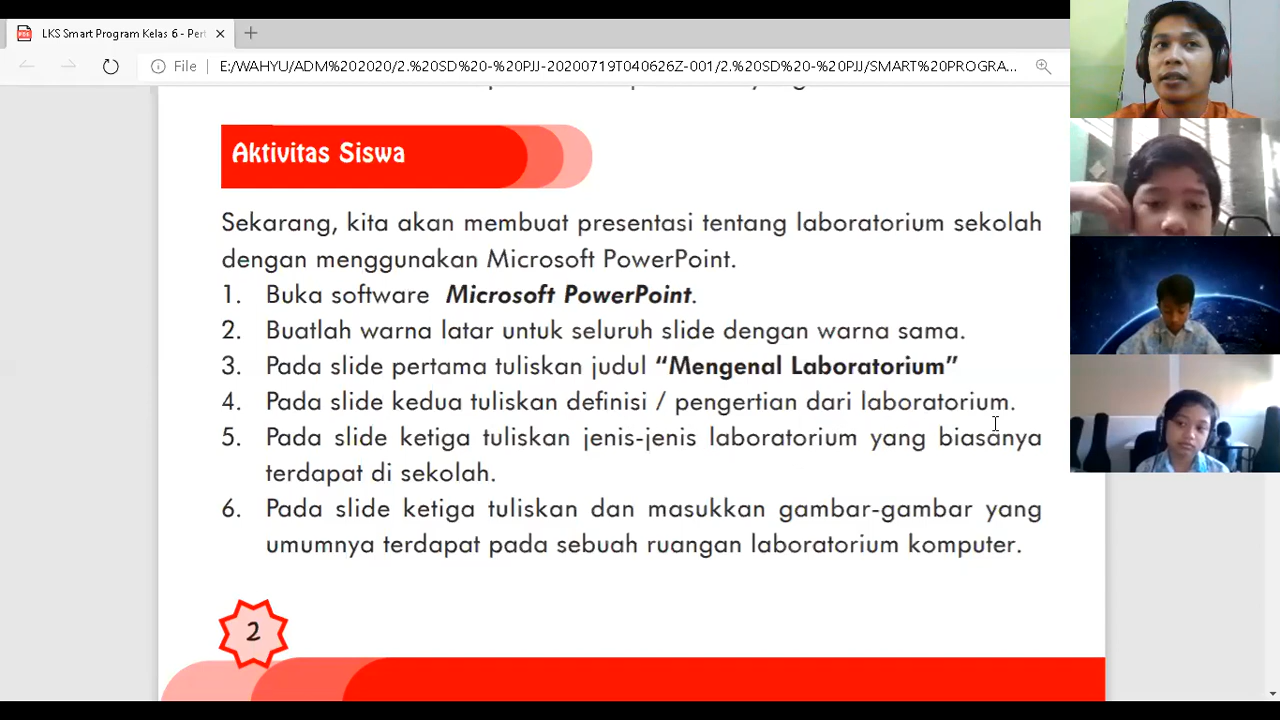 LKS Smart Program Kelas 6 - Pert
File
E:/WAHYU/ADM%202020/2.%20SD%20-%20PJJ-20200719T040626Z-001/2.%20SD%20-%20PJJ/SMART%20PROGRA...
Aktivitas Siswa
Sekarang, kita akan membuat presentasi tentang laboratorium sekolah
dengan menggunakan Microsoft PowerPoint.
1. Buka software Microsoft PowerPoint.
2. Buatlah warna latar untuk seluruh slide dengan warna sama.
3. Pada slide pertama tuliskan judul “Mengenal Laboratorium”
4. Pada slide kedua tuliskan definisi / pengertian dari laboratorium.
5. Pada slide ketiga tuliskan jenis-jenis laboratorium yang biasanya
terdapat di sekolah.
6. Pada slide ketiga tuliskan dan masukkan gambar-gambar yang
umumnya terdapat pada sebuah ruangan laboratorium komputer.
2